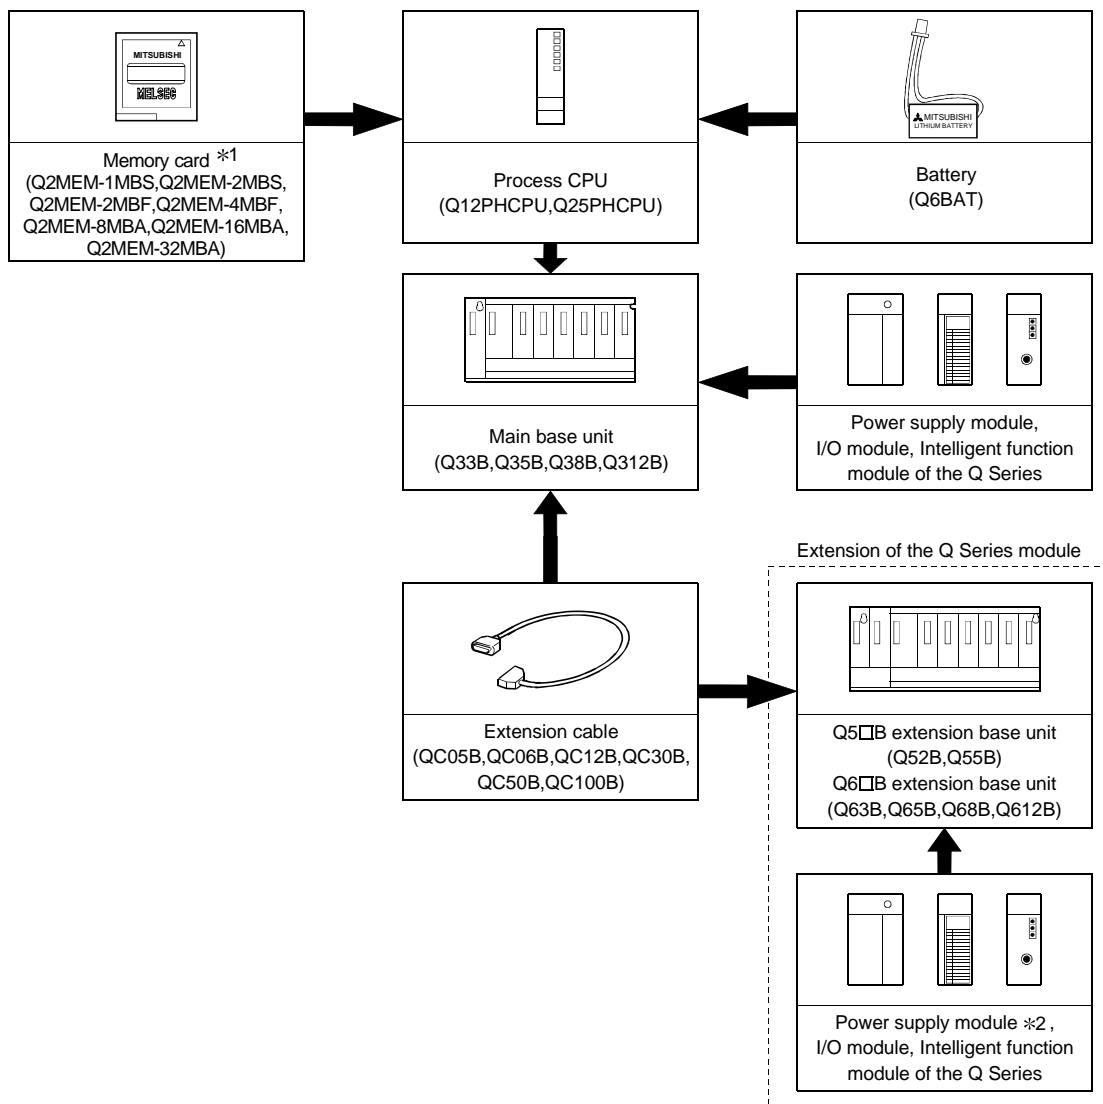 MITSUBISHI
MELSEC
Memory card *1
(Q2MEM-1MBS,Q2MEM-2MBS,
Q2MEM-2MBF,Q2MEM-4MBF,
Q2MEM-8MBA,Q2MEM-16MBA,
Q2MEM-32MBA)
Process CPU
(Q12PHCPU,Q25PHCPU)
MITSUBISHI
LITHIUM BATTERY
Battery
(Q6BAT)
Main base unit
(Q33B,Q35B,Q38B,Q312B)
Power supply module,
I/O module, Intelligent function
module of the Q Series
Extension of the Q Series module
Extension cable
(QC05B,QC06B,QC12B,QC30B,
QC50B,QC100B)
Q5□B extension base unit
(Q52B,Q55B)
Q6□B extension base unit
(Q63B,Q65B,Q68B,Q612B)
Power supply module *2 ,
I/O module, Intelligent function
module of the Q Series